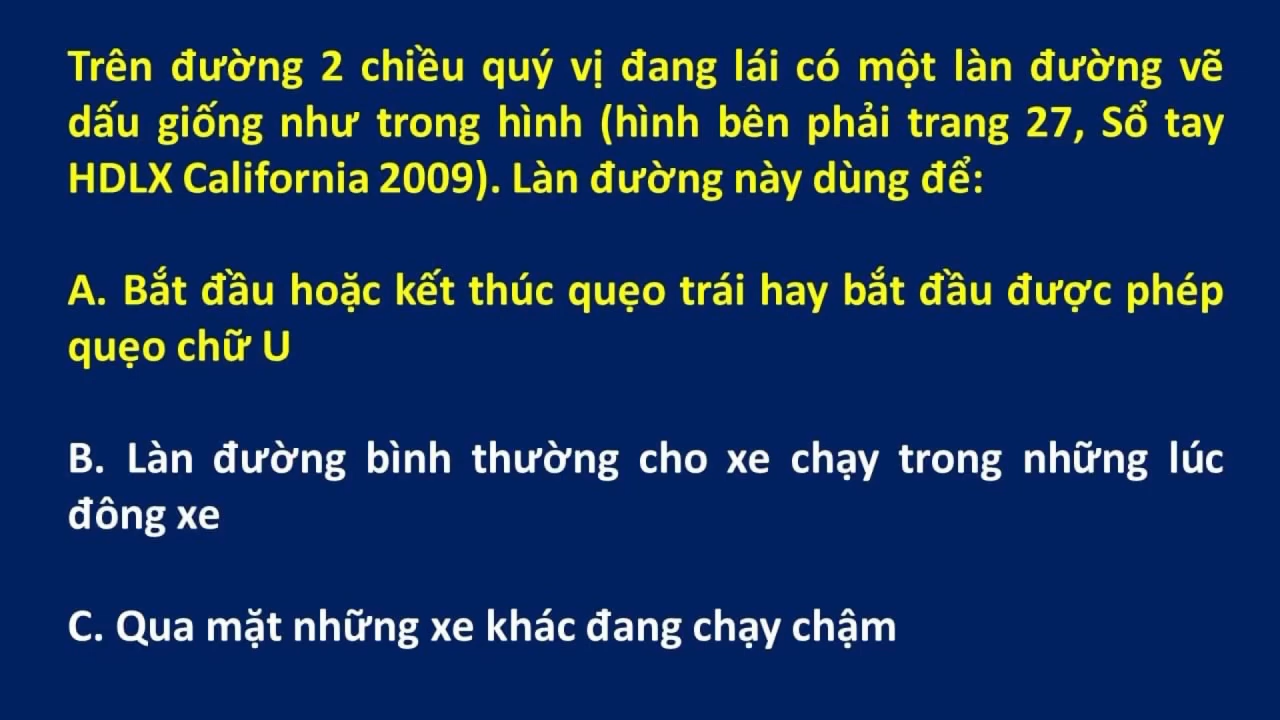 Trên đường 2 chiều quý vị đang lái có một làn đường vẽ
dấu giống như trong hình (hình bên phải trang 27, Sổ tay
HDLX California 2009). Làn đường này dùng để:
A. Bắt đầu hoặc kết thúc quẹo trái hay bắt đầu được phép
quẹo chữ U
B. Làn đường bình thường cho xe chạy trong những lúc
đông xe
C. Qua mặt những xe khác đang chạy chậm